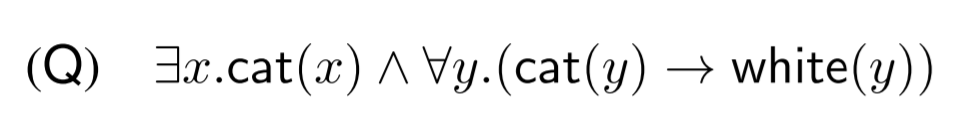 (Q) ∃x.cat(x) ∧ ∀y.(cat(y) → white(y))